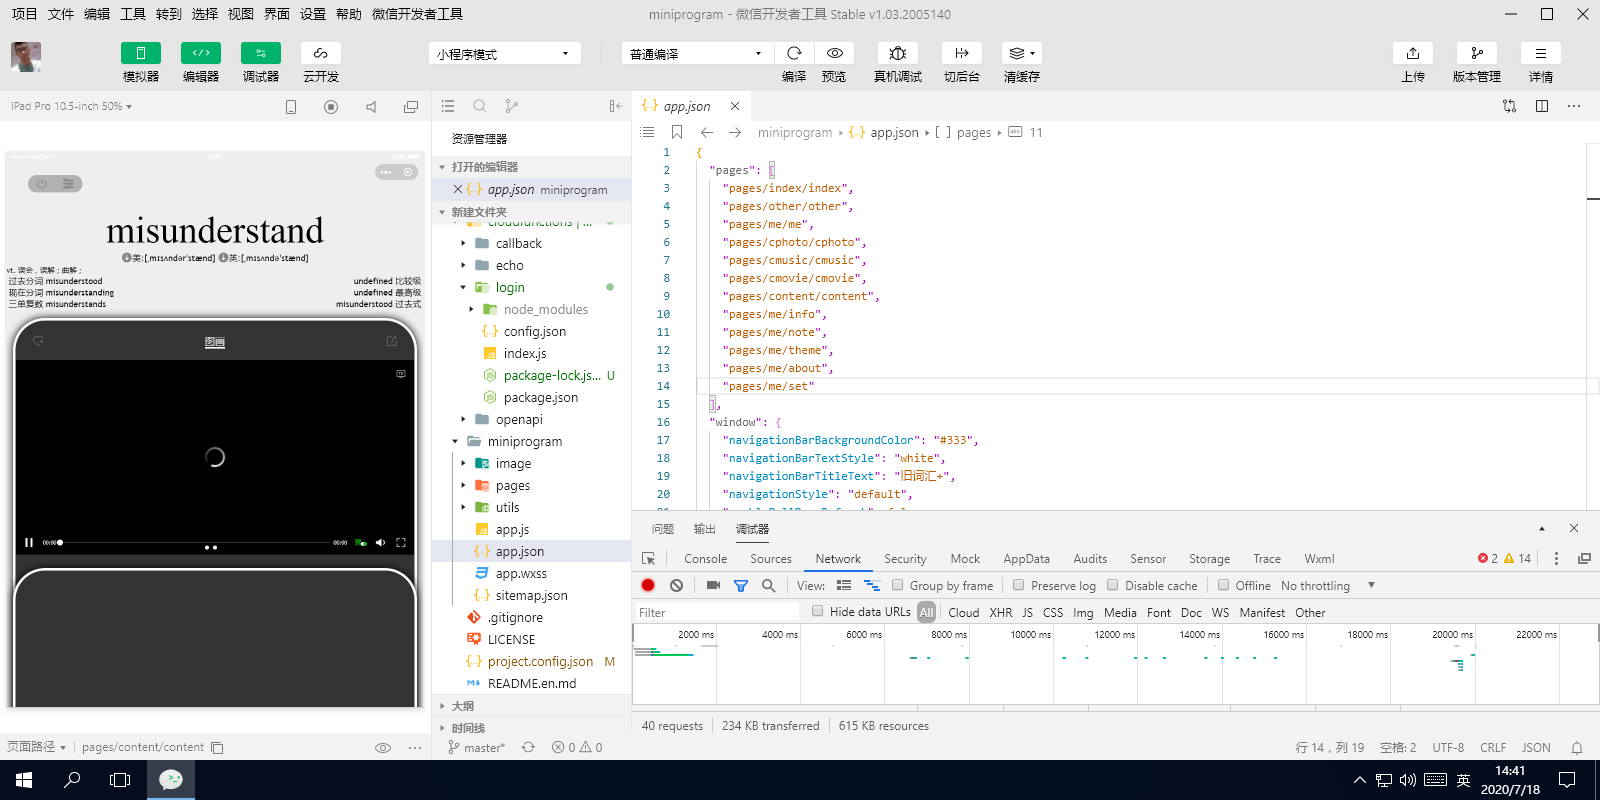 项目 文件 编辑 工具 转到 选择 视图 界面 设置 帮助 微信开发者工具
miniprogram - 微信开发者工具 Stable v1.03.2005140
模拟器 编辑器 调试器 云开发
小程序模式
普通编译
编译 预览 真机调试 切后台 清缓存
上传 版本管理 详情
iPad Pro 10.5-inch 50%
misunderstand
美:[ˌmɪsʌndərˈstænd] 英:[ˌmɪsʌndəˈstænd]
vt. 误会，误解；曲解；
过去分词 misunderstood
undefined 比较级
现在分词 misunderstanding
undefined 最高级
三单复数 misunderstands
misunderstood 过去式
图画
00:00
00:00
页面路径
pages/content/content
资源管理器
打开的编辑器
app.json miniprogram
新建文件夹
cloudfunctions | ...
callback
echo
login
node_modules
config.json
index.js
package-lock.js... U
package.json
openapi
miniprogram
image
pages
utils
app.js
app.json
app.wxss
sitemap.json
.gitignore
LICENSE
project.config.json M
README.en.md
大纲
时间线
master*
0 0
app.json
miniprogram › {..} app.json › [ ] pages › abc 11
1 {
2 "pages": [
3 "pages/index/index",
4 "pages/other/other",
5 "pages/me/me",
6 "pages/cphoto/cphoto",
7 "pages/cmusic/cmusic",
8 "pages/cmovie/cmovie",
9 "pages/content/content",
10 "pages/me/info",
11 "pages/me/note",
12 "pages/me/theme",
13 "pages/me/about",
14 "pages/me/set"
15 ],
16 "window": {
17 "navigationBarBackgroundColor": "#333",
18 "navigationBarTextStyle": "white",
19 "navigationBarTitleText": "旧词汇+",
20 "navigationStyle": "default",
问题 输出 调试器
Console Sources Network Security Mock AppData Audits Sensor Storage Trace Wxml
2 14
View: Group by frame Preserve log Disable cache Offline No throttling
Filter
Hide data URLs All Cloud XHR JS CSS Img Media Font Doc WS Manifest Other
2000 ms 4000 ms 6000 ms 8000 ms 10000 ms 12000 ms 14000 ms 16000 ms 18000 ms 20000 ms 22000 ms
40 requests 234 KB transferred 615 KB resources
行 14，列 19 空格: 2 UTF-8 CRLF JSON
英
14:41
2020/7/18